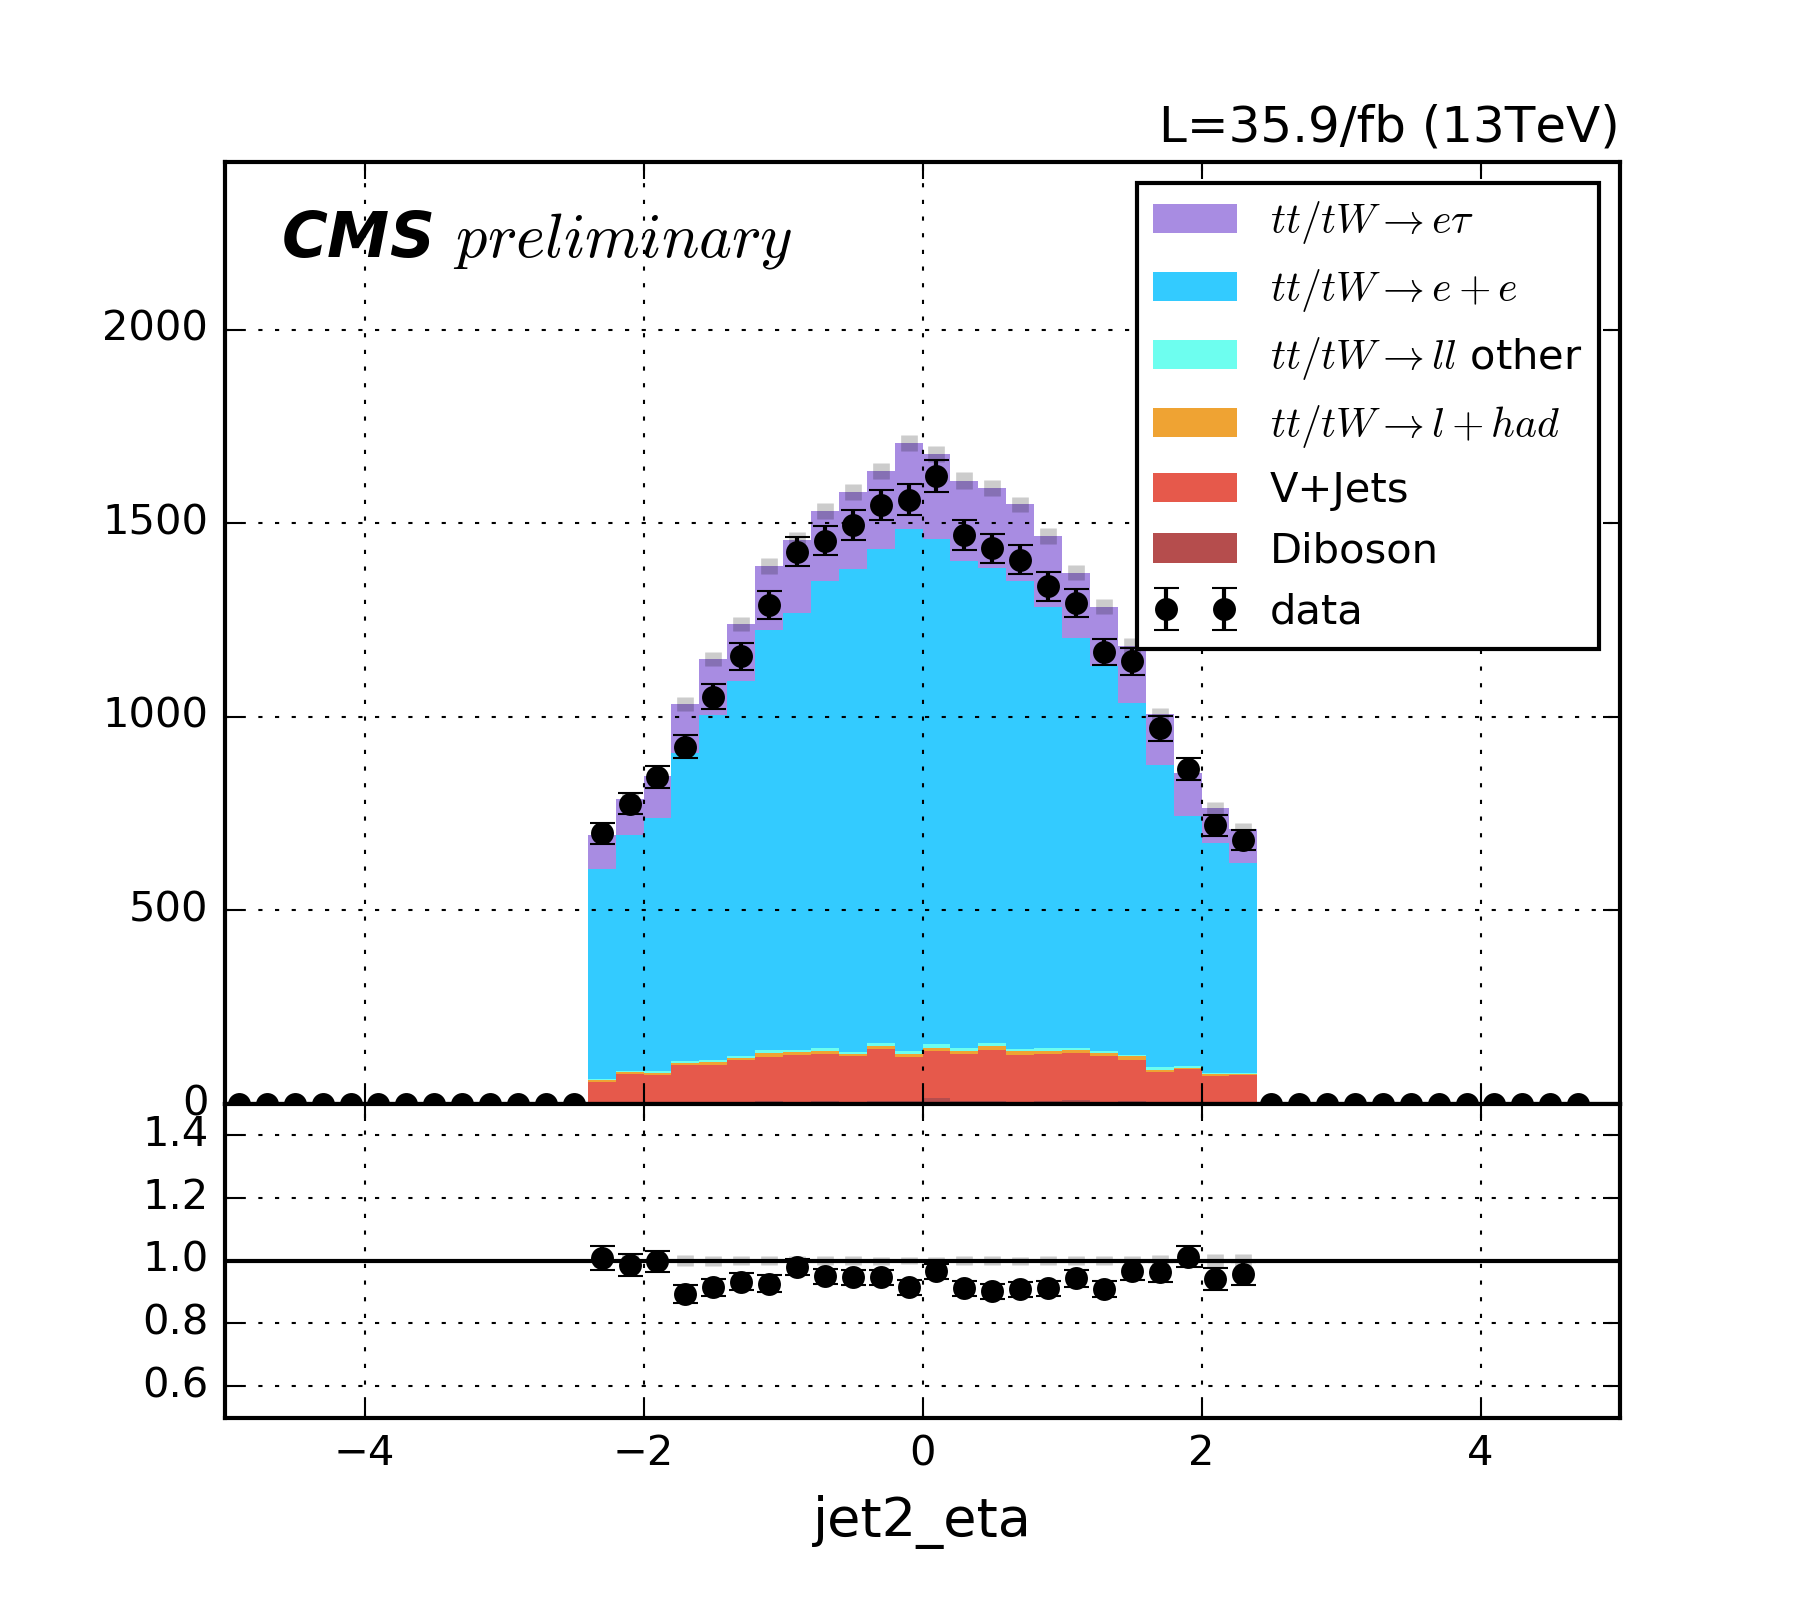 L=35.9/fb (13TeV)
CMS preliminary
tt/tW → eτ
tt/tW → e + e
tt/tW → ll other
tt/tW → l + had
V+Jets
Diboson
data
2000
1500
1000
500
0
1.4
1.2
1.0
0.8
0.6
−4 −2 0 2 4
jet2_eta